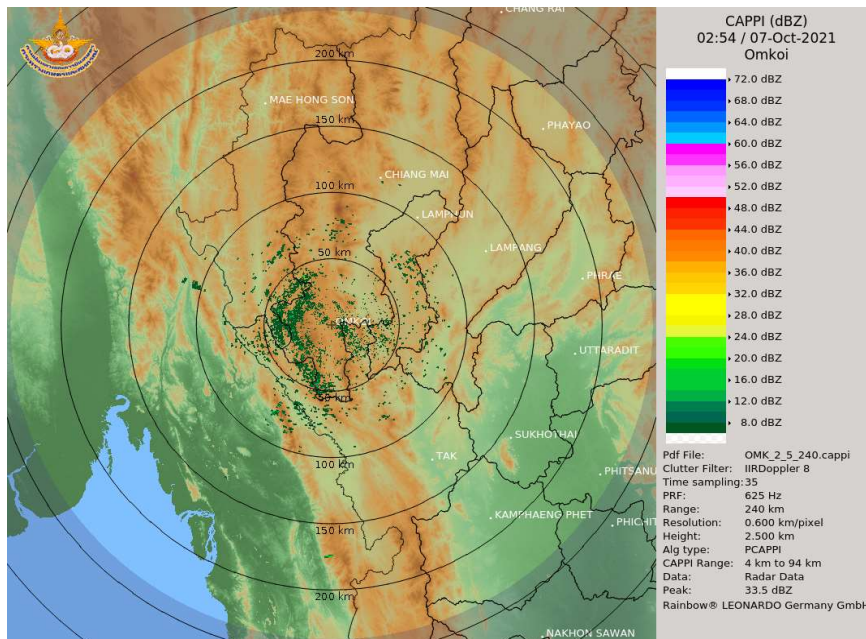 CHANG RAI
200 km
MAE HONG SON
150 km
PHAYAO
CHIANG MAI
100 km
LAMPHUN
50 km
LAMPANG
PHRAE
OMKOI
UTTARADIT
50 km
SUKHOTHAI
TAK
100 km
PHITSANU
KAMPHAENG PHET
PHICHIT
150 km
200 km
NAKHON SAWAN
CAPPI (dBZ)
02:54 / 07-Oct-2021
Omkoi
72.0 dBZ
68.0 dBZ
64.0 dBZ
60.0 dBZ
56.0 dBZ
52.0 dBZ
48.0 dBZ
44.0 dBZ
40.0 dBZ
36.0 dBZ
32.0 dBZ
28.0 dBZ
24.0 dBZ
20.0 dBZ
16.0 dBZ
12.0 dBZ
8.0 dBZ
Pdf File: OMK_2_5_240.cappi
Clutter Filter: IIRDoppler 8
Time sampling:35
PRF: 625 Hz
Range: 240 km
Resolution: 0.600 km/pixel
Height: 2.500 km
Alg type: PCAPPI
CAPPI Range: 4 km to 94 km
Data: Radar Data
Peak: 33.5 dBZ
Rainbow® LEONARDO Germany GmbH